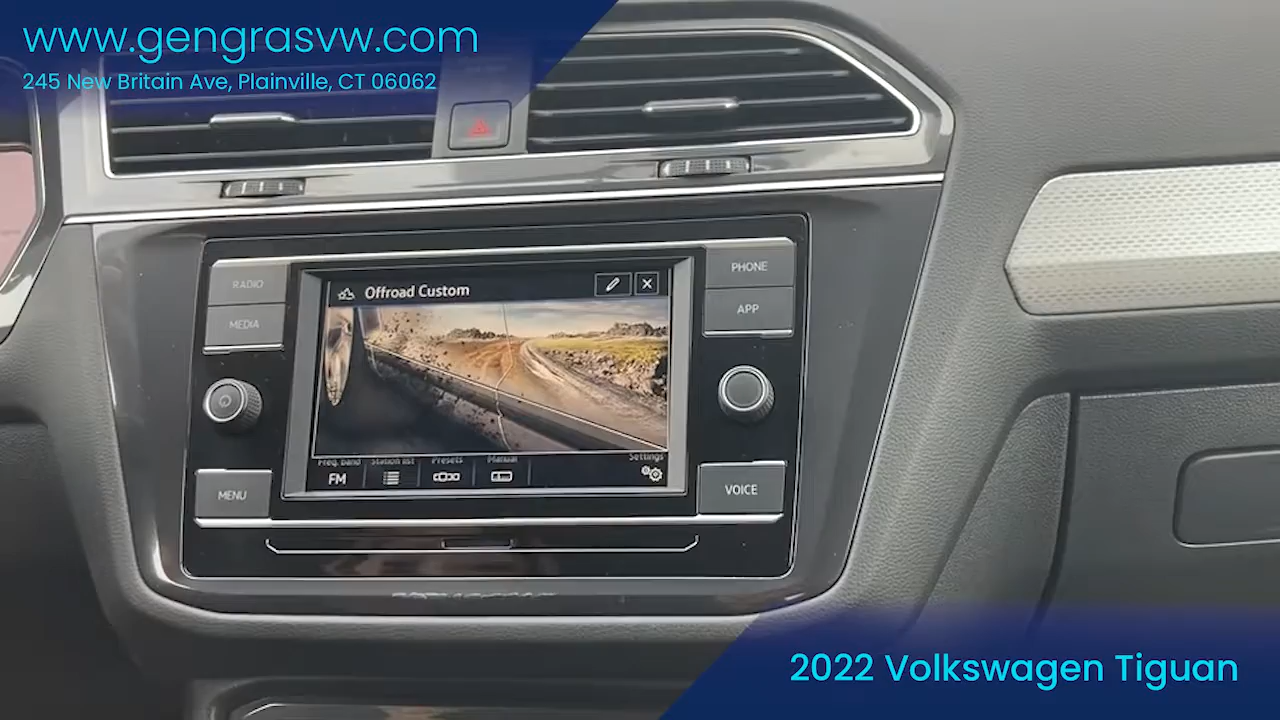 www.gengrasvw.com
245 New Britain Ave, Plainville, CT 06062
RADIO
MEDIA
MENU
Offroad Custom
Freq. band
Station list
Presets
Manual
Settings
FM
PHONE
APP
VOICE
2022 Volkswagen Tiguan